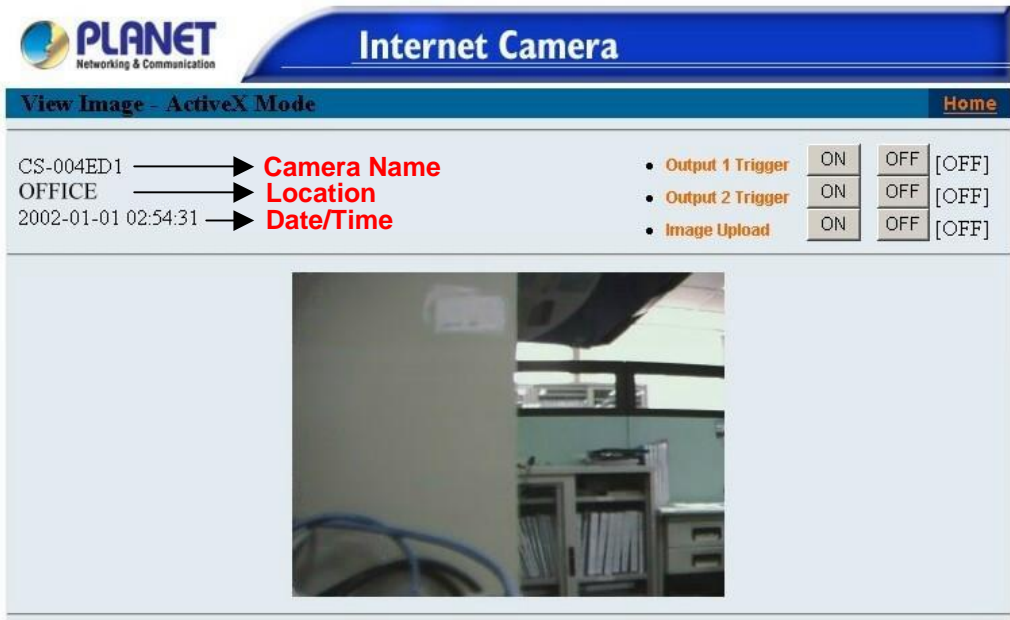 PLANET
Networking & Communication
Internet Camera
View Image - ActiveX Mode
Home
CS-004ED1
Camera Name
OFFICE
Location
2002-01-01 02:54:31
Date/Time
• Output 1 Trigger ON OFF [OFF]
• Output 2 Trigger ON OFF [OFF]
• Image Upload ON OFF [OFF]